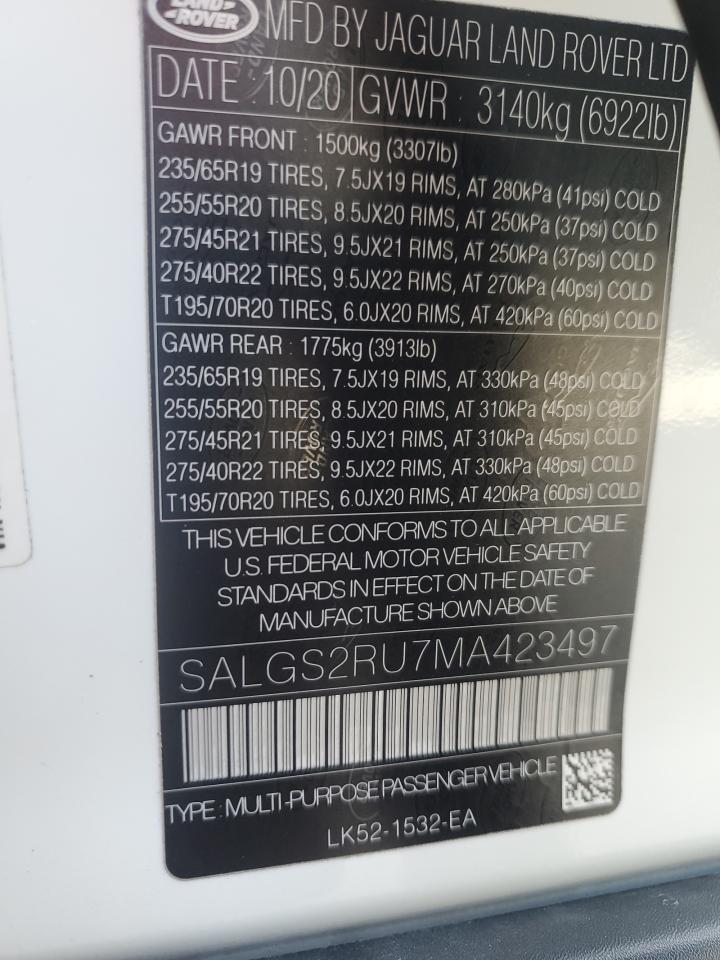 LAND
ROVER
MFD BY JAGUAR LAND ROVER LTD
DATE : 10/20 GVWR : 3140kg (6922lb)
GAWR FRONT : 1500kg (3307lb)
235/65R19 TIRES, 7.5JX19 RIMS, AT 280kPa (41psi) COLD
255/55R20 TIRES, 8.5JX20 RIMS, AT 250kPa (37psi) COLD
275/45R21 TIRES, 9.5JX21 RIMS, AT 250kPa (37psi) COLD
275/40R22 TIRES, 9.5JX22 RIMS, AT 270kPa (40psi) COLD
T195/70R20 TIRES, 6.0JX20 RIMS, AT 420kPa (60psi) COLD
GAWR REAR : 1775kg (3913lb)
235/65R19 TIRES, 7.5JX19 RIMS, AT 330kPa (48psi) COLD
255/55R20 TIRES, 8.5JX20 RIMS, AT 310kPa (45psi) COLD
275/45R21 TIRES, 9.5JX21 RIMS, AT 310kPa (45psi) COLD
275/40R22 TIRES, 9.5JX22 RIMS, AT 330kPa (48psi) COLD
T195/70R20 TIRES, 6.0JX20 RIMS, AT 420kPa (60psi) COLD
THIS VEHICLE CONFORMS TO ALL APPLICABLE
U.S. FEDERAL MOTOR VEHICLE SAFETY
STANDARDS IN EFFECT ON THE DATE OF
MANUFACTURE SHOWN ABOVE
SALGS2RU7MA423497
TYPE : MULTI-PURPOSE PASSENGER VEHICLE
LK52-1532-EA